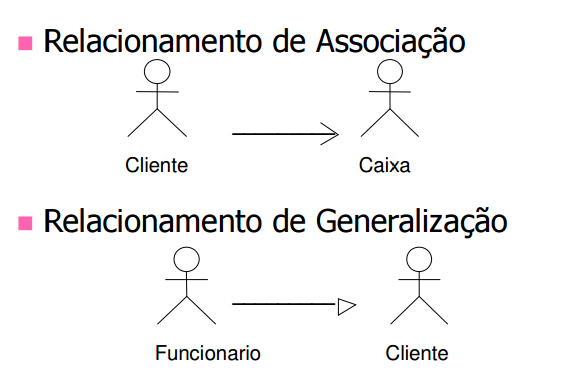 Relacionamento de Associação
Cliente Caixa
Relacionamento de Generalização
Funcionario Cliente